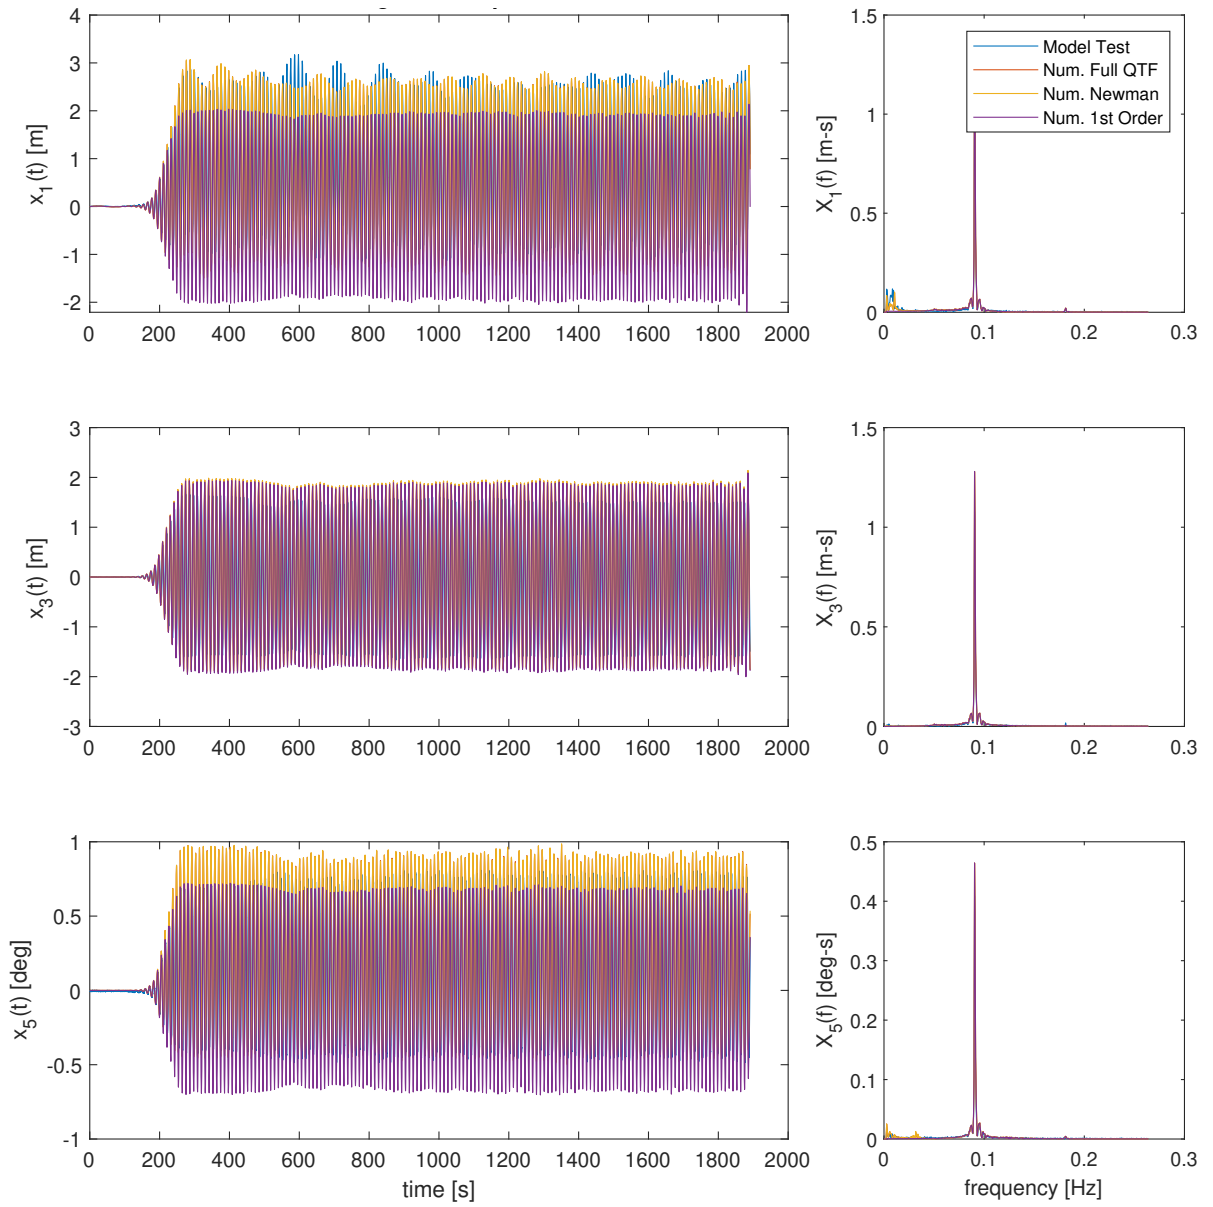 4
3
2
1
0
-1
-2
x1(t) [m]
0 200 400 600 800 1000 1200 1400 1600 1800 2000
1.5
1
0.5
0
X1(f) [m-s]
Model Test
Num. Full QTF
Num. Newman
Num. 1st Order
0 0.1 0.2 0.3
3
2
1
0
-1
-2
-3
x3(t) [m]
0 200 400 600 800 1000 1200 1400 1600 1800 2000
1.5
1
0.5
0
X3(f) [m-s]
0 0.1 0.2 0.3
1
0.5
0
-0.5
-1
x5(t) [deg]
0 200 400 600 800 1000 1200 1400 1600 1800 2000
time [s]
0.5
0.4
0.3
0.2
0.1
0
X5(f) [deg-s]
0 0.1 0.2 0.3
frequency [Hz]